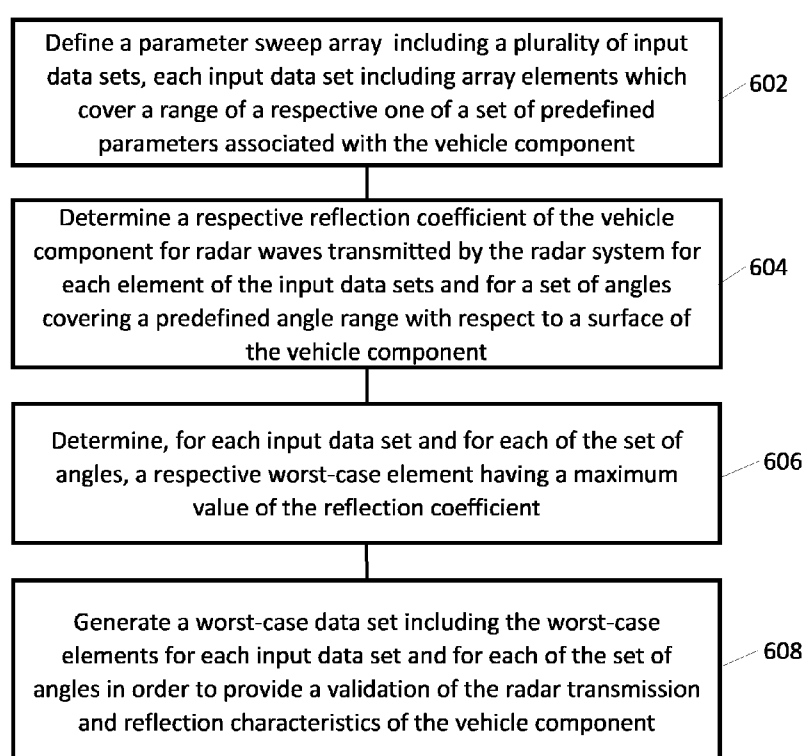 Define a parameter sweep array including a plurality of input
data sets, each input data set including array elements which
cover a range of a respective one of a set of predefined
parameters associated with the vehicle component
602
Determine a respective reflection coefficient of the vehicle
component for radar waves transmitted by the radar system for
each element of the input data sets and for a set of angles
covering a predefined angle range with respect to a surface of
the vehicle component
604
Determine, for each input data set and for each of the set of
angles, a respective worst-case element having a maximum
value of the reflection coefficient
606
Generate a worst-case data set including the worst-case
elements for each input data set and for each of the set of
angles in order to provide a validation of the radar transmission
and reflection characteristics of the vehicle component
608